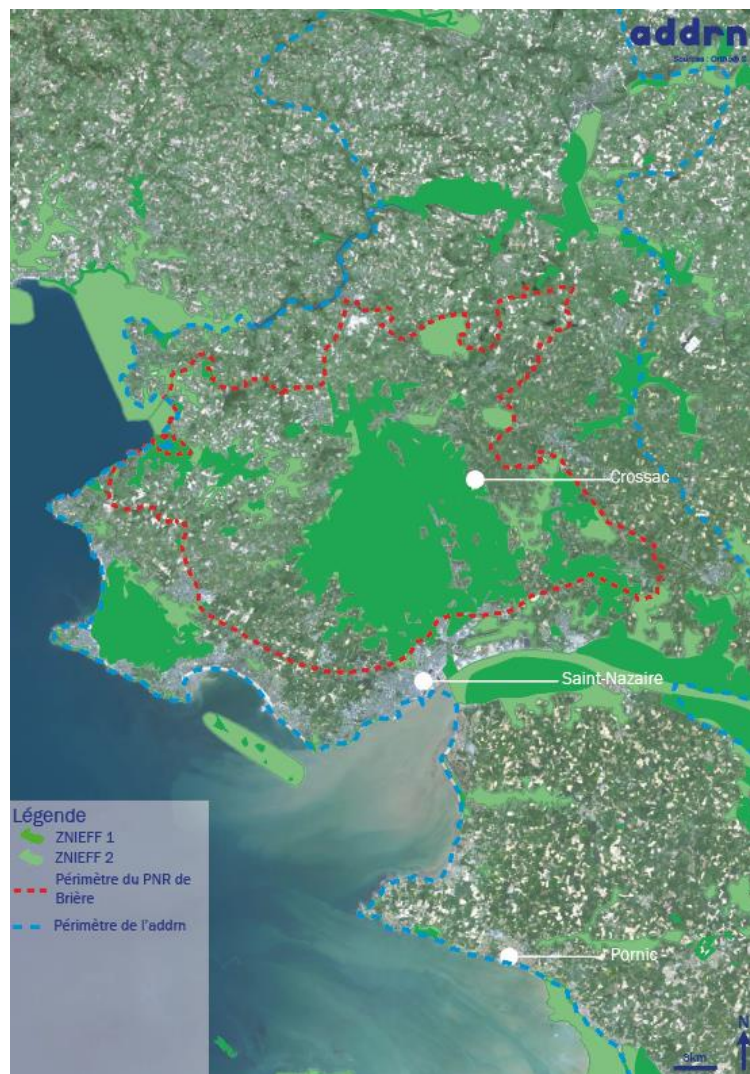 addrn
Crossac
Saint-Nazaire
Légende
ZNIEFF 1
ZNIEFF 2
Périmètre du PNR de
Brière
Périmètre de l'addrn
Pornic
N